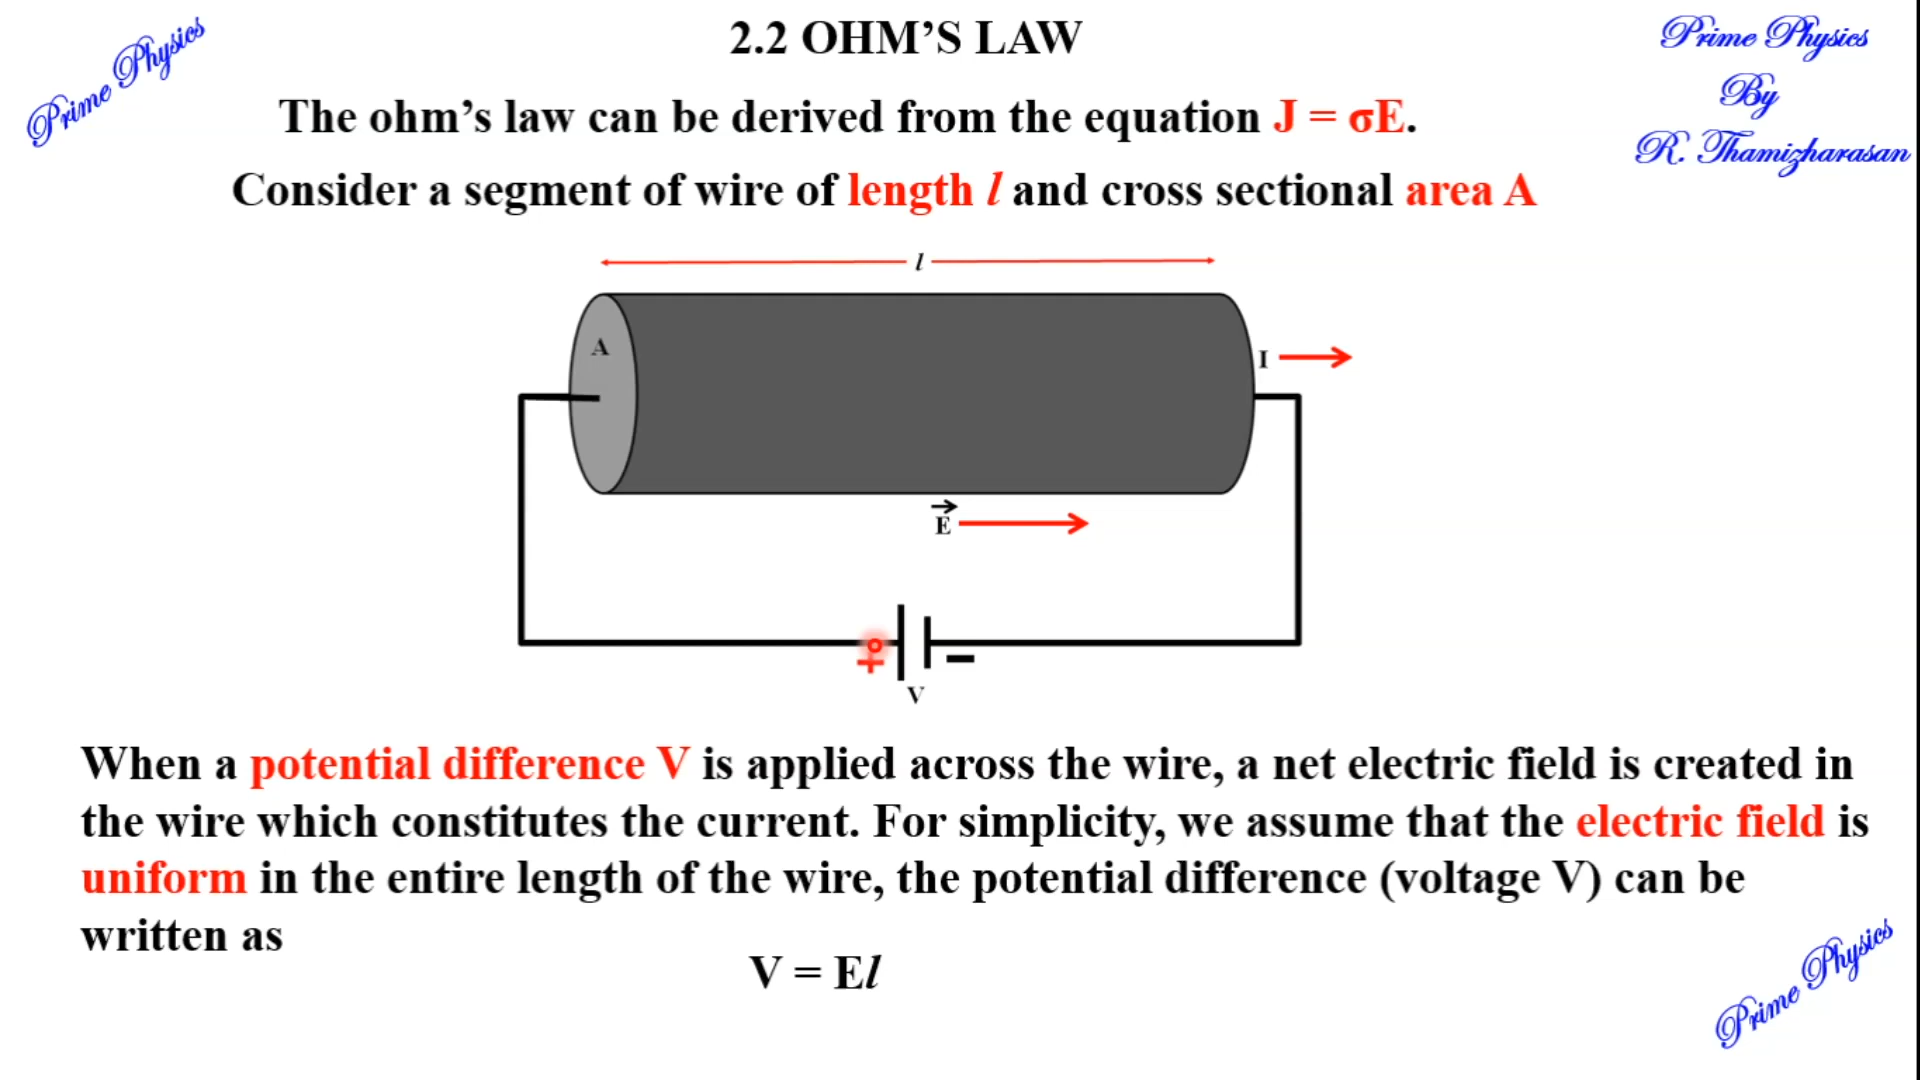 2.2 OHM’S LAW
Prime Physics
Prime Physics
By
R. Thamizharasan
The ohm’s law can be derived from the equation J = σE.
Consider a segment of wire of length l and cross sectional area A
l
A
I
E
+
−
V
When a potential difference V is applied across the wire, a net electric field is created in
the wire which constitutes the current. For simplicity, we assume that the electric field is
uniform in the entire length of the wire, the potential difference (voltage V) can be
written as
V = El
Prime Physics